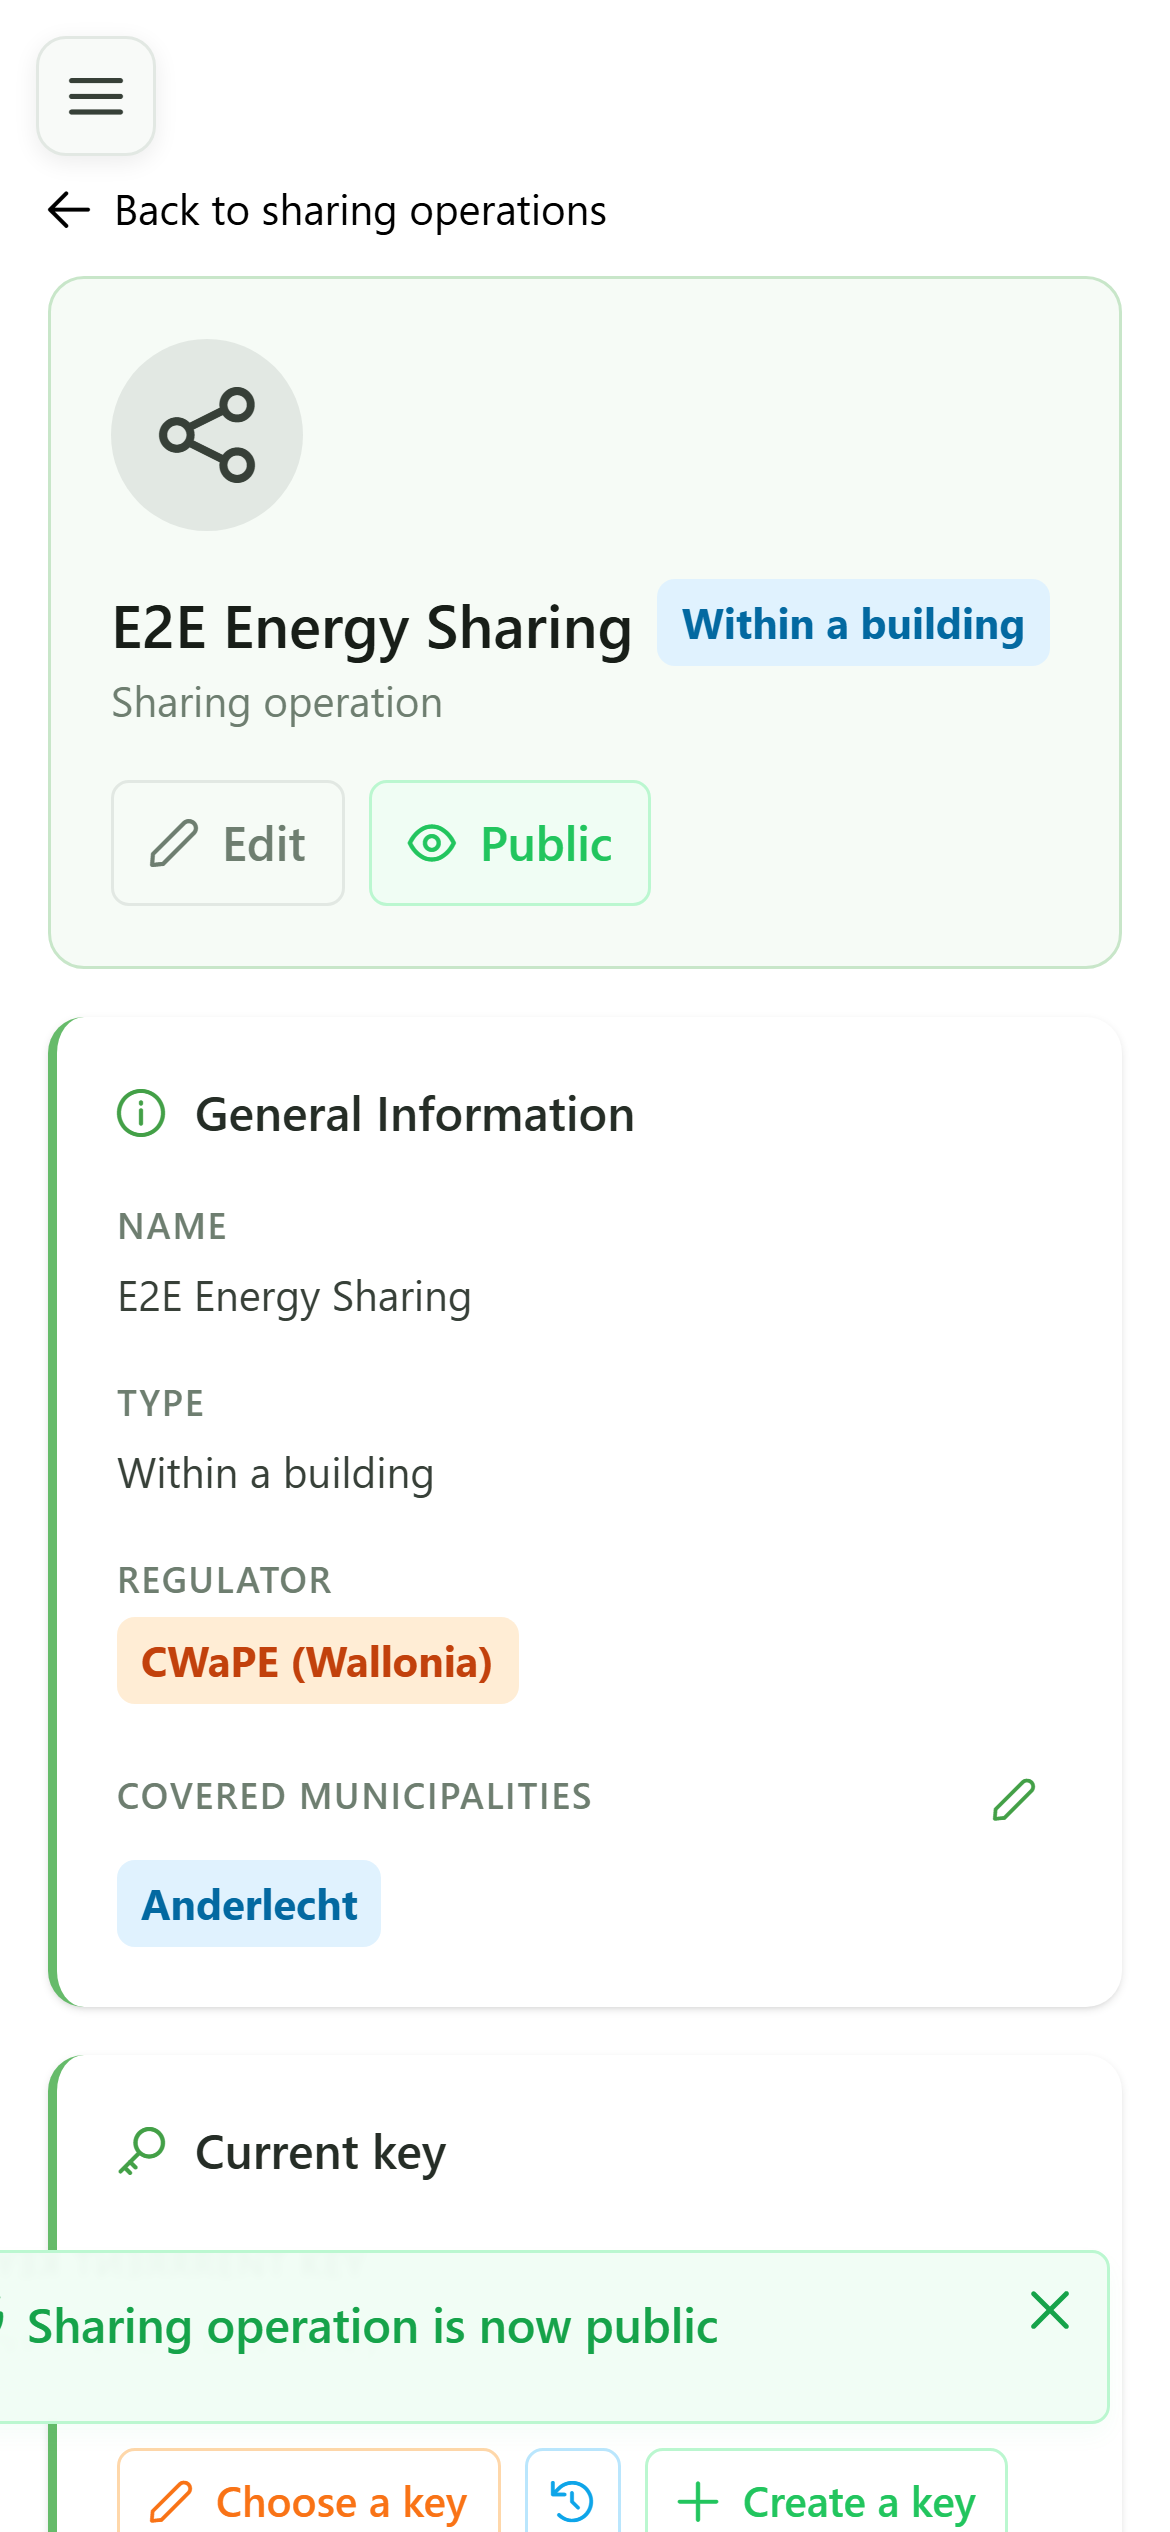 Back to sharing operations
E2E Energy Sharing
Within a building
Sharing operation
Edit
Public
General Information
NAME
E2E Energy Sharing
TYPE
Within a building
REGULATOR
CWaPE (Wallonia)
COVERED MUNICIPALITIES
Anderlecht
Current key
Sharing operation is now public
Choose a key
Create a key